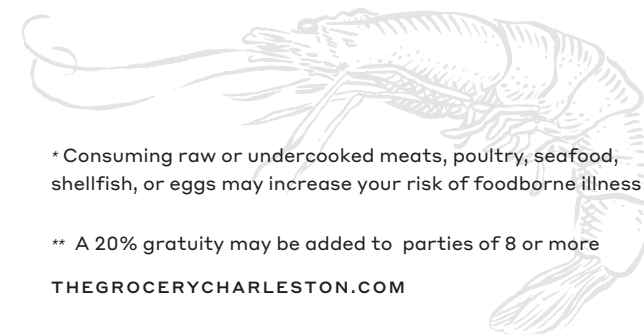 * Consuming raw or undercooked meats, poultry, seafood,
shellfish, or eggs may increase your risk of foodborne illness
** A 20% gratuity may be added to parties of 8 or more
THEGROCERYCHARLESTON.COM